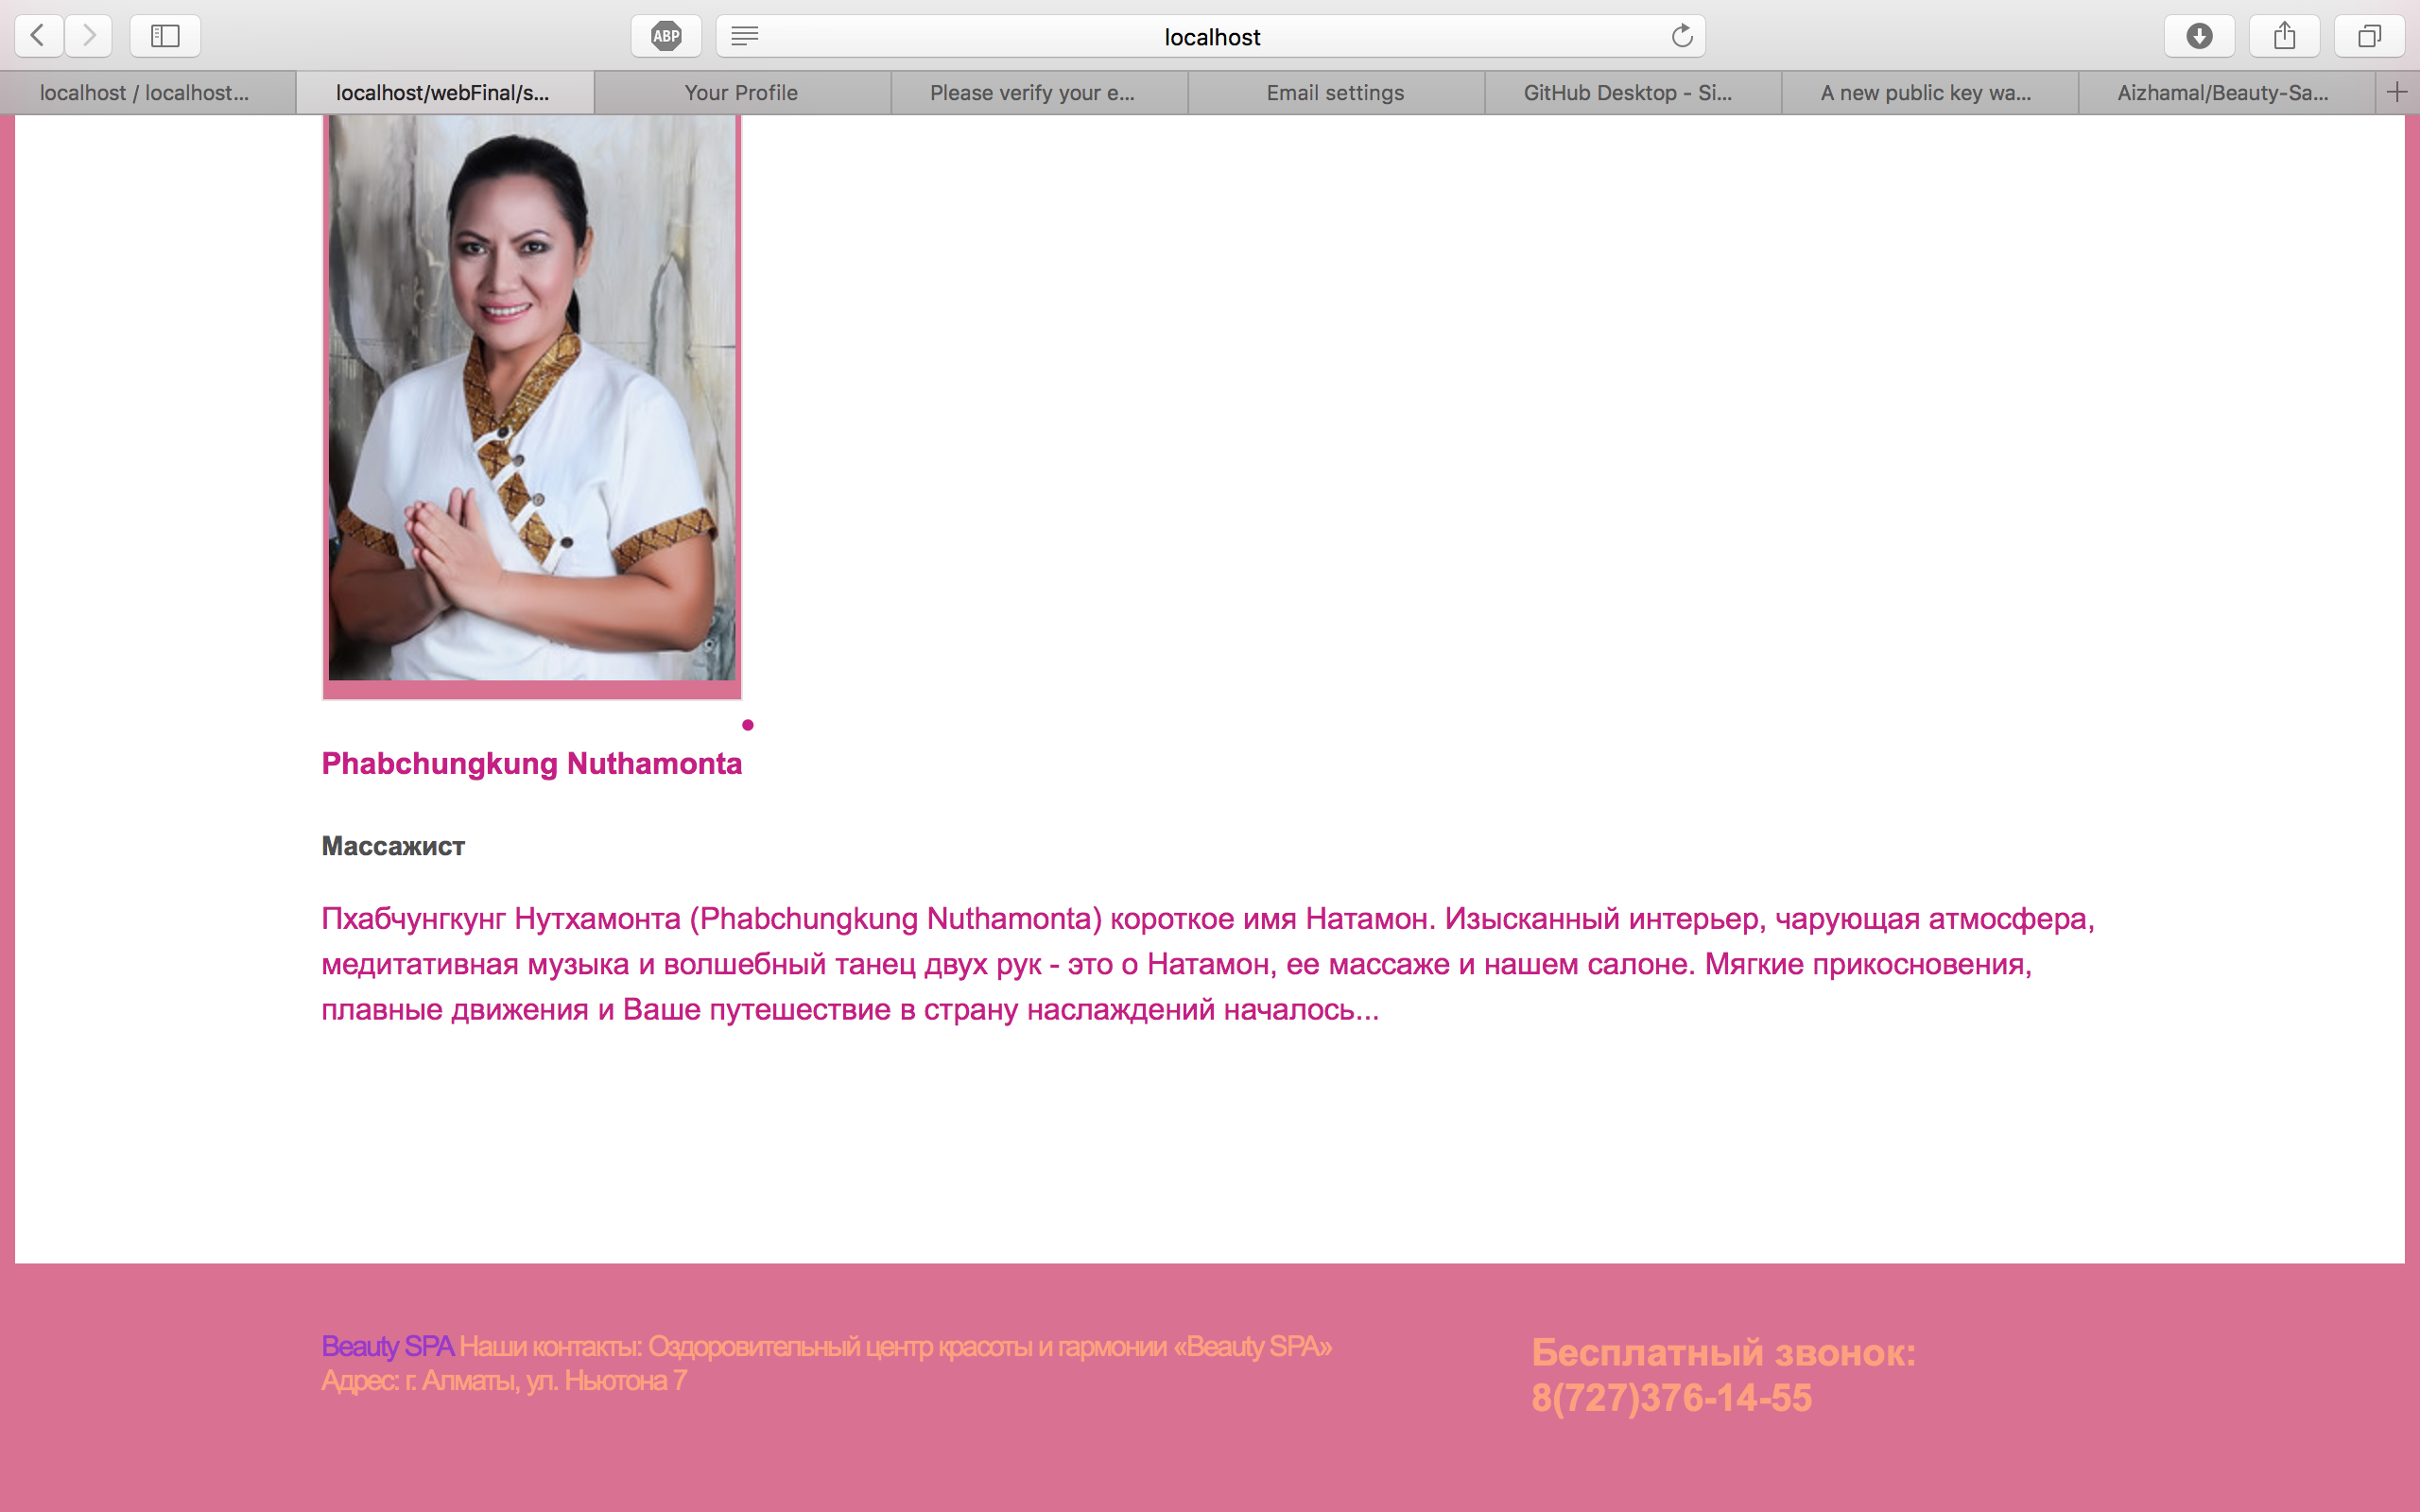 ABP
localhost
localhost / localhost...
localhost/webFinal/s...
Your Profile
Please verify your e...
Email settings
GitHub Desktop - Si...
A new public key wa...
Aizhamal/Beauty-Sa...
Phabchungkung Nuthamonta
Массажист
Пхабчунгкунг Нутхамонта (Phabchungkung Nuthamonta) короткое имя Натамон. Изысканный интерьер, чарующая атмосфера,
медитативная музыка и волшебный танец двух рук - это о Натамон, ее массаже и нашем салоне. Мягкие прикосновения,
плавные движения и Ваше путешествие в страну наслаждений началось...
Beauty SPA Наши контакты: Оздоровительный центр красоты и гармонии «Beauty SPA»
Адрес: г. Алматы, ул. Ньютона 7
Бесплатный звонок:
8(727)376-14-55